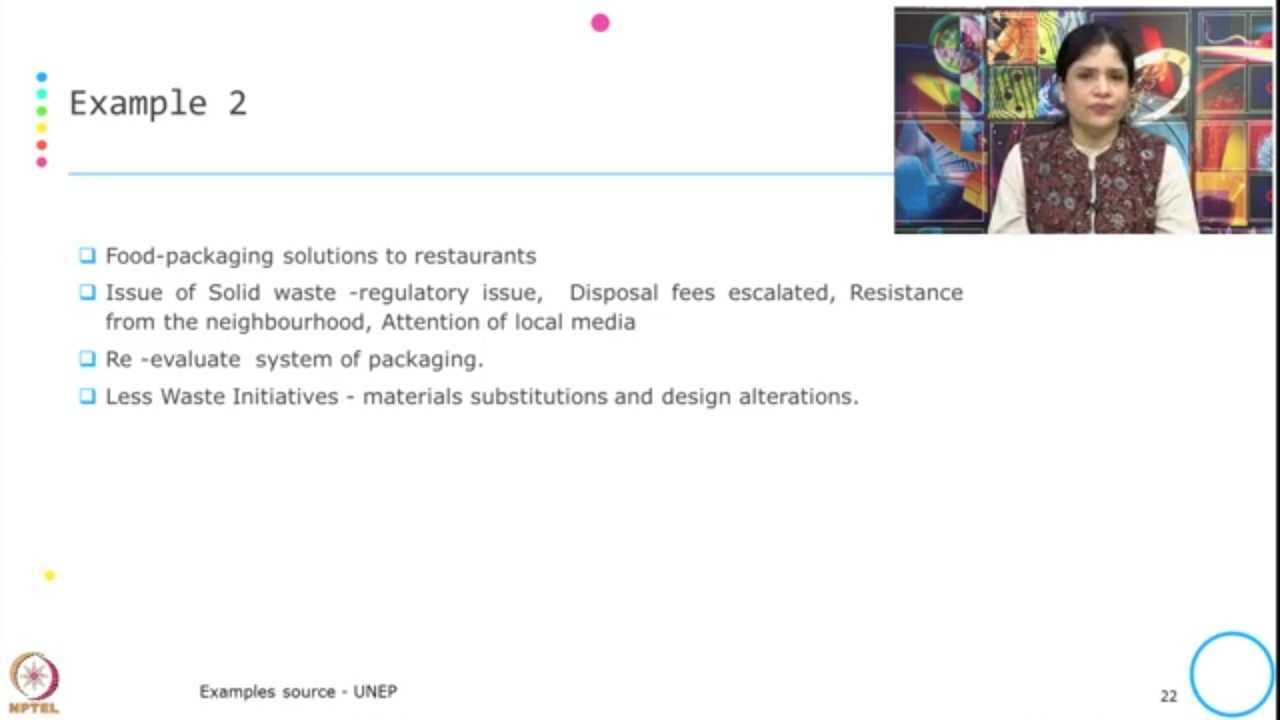 Example 2
Food-packaging solutions to restaurants
Issue of Solid waste -regulatory issue, Disposal fees escalated, Resistance
from the neighbourhood, Attention of local media
Re -evaluate system of packaging.
Less Waste Initiatives - materials substitutions and design alterations.
NPTEL
Examples source - UNEP
22